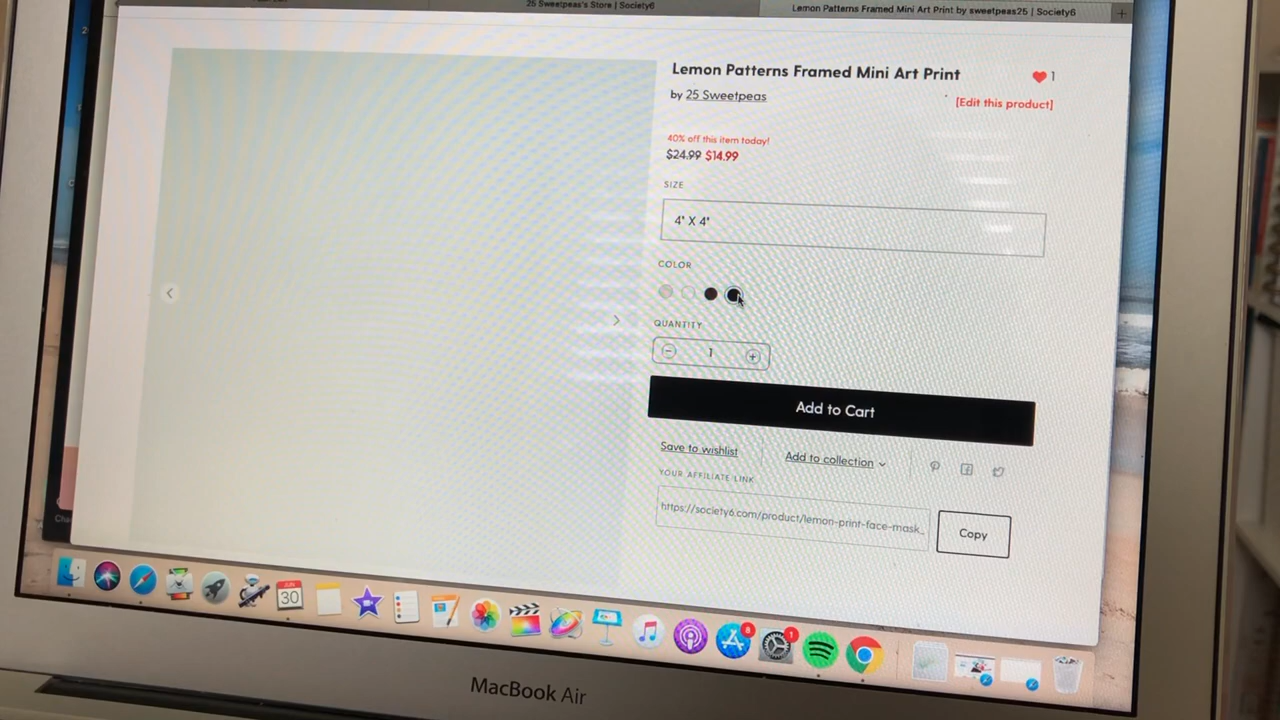 25 Sweetpeas's Store | Society6
Lemon Patterns Framed Mini Art Print by sweetpeas25 | Society6
Lemon Patterns Framed Mini Art Print
1
by 25 Sweetpeas
[Edit this product]
40% off this item today!
$24.99 $14.99
SIZE
4" X 4"
COLOR
QUANTITY
1
Add to Cart
Save to wishlist
Add to collection
YOUR AFFILIATE LINK
https://society6.com/product/lemon-print-face-mask_
Copy
JUN
30
8
1
MacBook Air